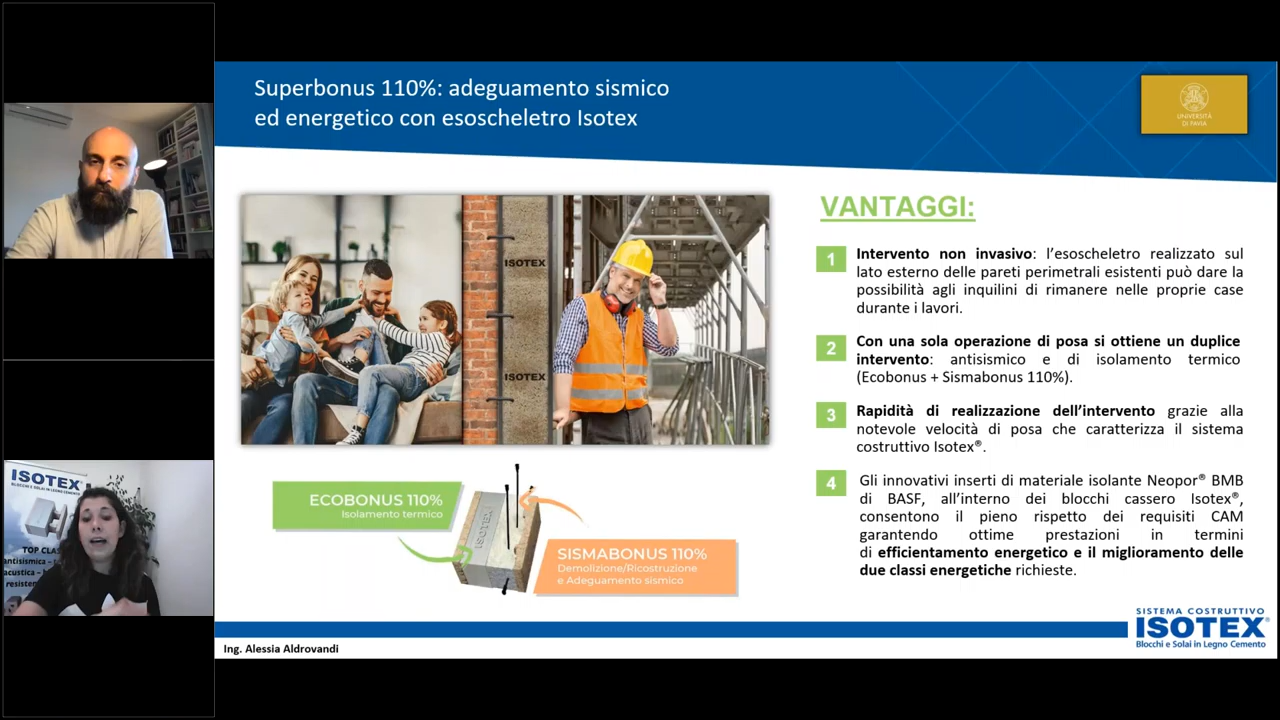 Superbonus 110%: adeguamento sismico
ed energetico con esoscheletro Isotex
UNIVERSITÀ
DI PAVIA
ISOTEX
ISOTEX
VANTAGGI:
1
Intervento non invasivo: l’esoscheletro realizzato sul
lato esterno delle pareti perimetrali esistenti può dare la
possibilità agli inquilini di rimanere nelle proprie case
durante i lavori.
2
Con una sola operazione di posa si ottiene un duplice
intervento: antisismico e di isolamento termico
(Ecobonus + Sismabonus 110%).
3
Rapidità di realizzazione dell’intervento grazie alla
notevole velocità di posa che caratterizza il sistema
costruttivo Isotex®.
4
Gli innovativi inserti di materiale isolante Neopor® BMB
di BASF, all’interno dei blocchi cassero Isotex®,
consentono il pieno rispetto dei requisiti CAM
garantendo ottime prestazioni in termini
di efficientamento energetico e il miglioramento delle
due classi energetiche richieste.
ECOBONUS 110%
Isolamento termico
ISOTEX
SISMABONUS 110%
Demolizione/Ricostruzione
e Adeguamento sismico
ISOTEX
BLOCCHI E SOLAI IN LEGNO CEMENTO
TOP CLAS
antisismica
acustica
resisten
SISTEMA COSTRUTTIVO
ISOTEX®
Blocchi e Solai in Legno Cemento
Ing. Alessia Aldrovandi